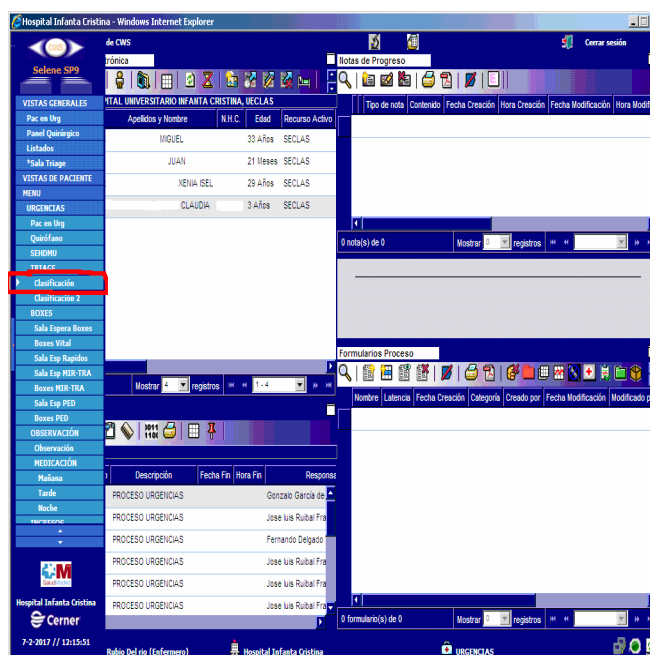 Hospital Infanta Cristina - Windows Internet Explorer
CWS
de CWS
Cerrar sesión
Selene SP9
trónica
Notas de Progreso
VISTAS GENERALES
Pac en Urg
Panel Quirúrgico
Listados
*Sala Triage
VISTAS DE PACIENTE
MENU
URGENCIAS
Pac en Urg
Quirófano
SEHDMU
TRIAGE
Clasificación
Clasificación 2
BOXES
Sala Espera Boxes
Boxes Vital
Sala Esp Rapidos
Sala Esp MIR-TRA
Boxes MIR-TRA
Sala Esp PED
Boxes PED
OBSERVACIÓN
Observación
MEDICACIÓN
Mañana
Tarde
Noche
INGRESOS
SaludMadrid
Hospital Infanta Cristina
Cerner
7-2-2017 // 12:15:51
PITAL UNIVERSITARIO INFANTA CRISTINA, UECLAS
Apellidos y Nombre N.H.C. Edad Recurso Activo
MIGUEL 33 Años SECLAS
JUAN 21 Meses SECLAS
XENIA ISEL 29 Años SECLAS
CLAUDIA 3 Años SECLAS
Mostrar 4 registros 1 - 4
Descripción Fecha Fin Hora Fin Responsa
PROCESO URGENCIAS Gonzalo García de
PROCESO URGENCIAS Jose luis Ruibal Fra
PROCESO URGENCIAS Fernando Delgado
PROCESO URGENCIAS Jose luis Ruibal Fra
PROCESO URGENCIAS Jose luis Ruibal Fra
PROCESO URGENCIAS Jose luis Ruibal Fra
Tipo de nota Contenido Fecha Creación Hora Creación Fecha Modificación Hora Modif
0 nota(s) de 0 Mostrar 0 registros
Formularios Proceso
Nombre Latencia Fecha Creación Categoría Creado por Fecha Modificación Modificado p
0 formulario(s) de 0 Mostrar registros
Rubio Del rio (Enfermero) Hospital Infanta Cristina URGENCIAS